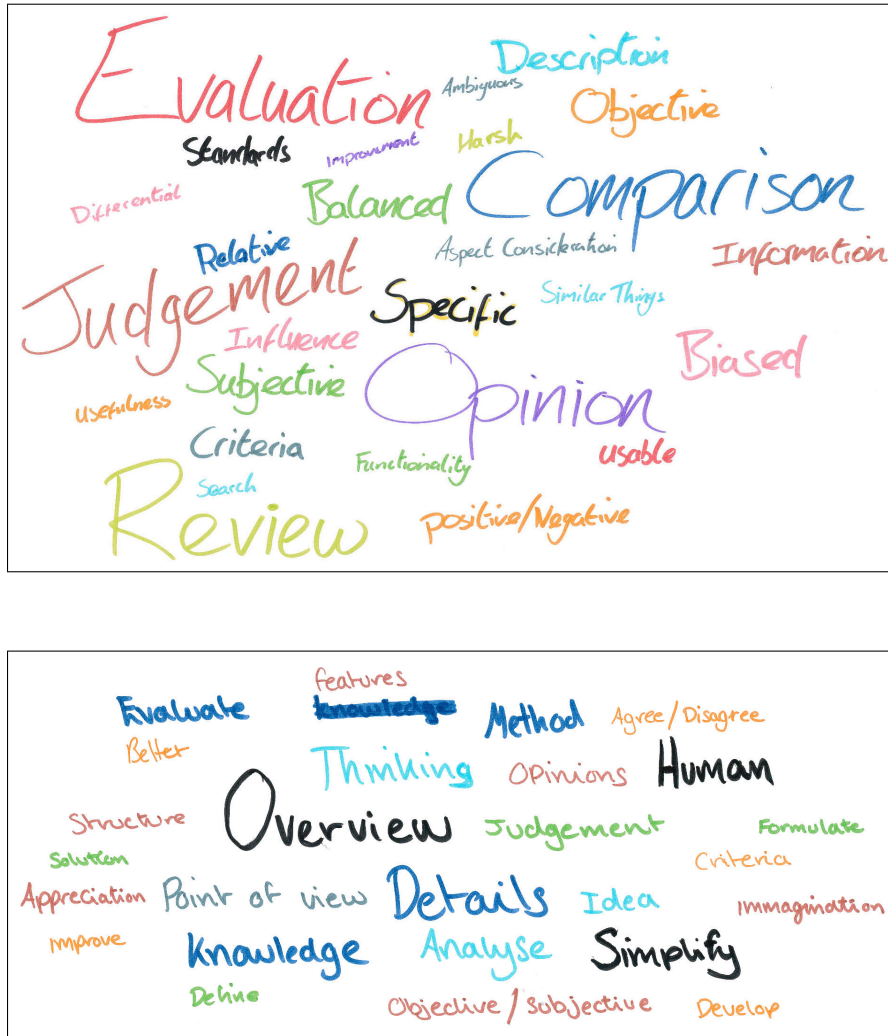 Evaluation
Description
Ambiguous
Objective
Standards
Improvement
Harsh
Differential
Balanced
Comparison
Relative
Aspect Consideration
Information
Judgement
Specific
Similar Things
Influence
Biased
Subjective
Opinion
Usefulness
Criteria
Functionality
Usable
Search
Review
Positive/Negative
features
Evaluate
knowledge
Method
Agree/Disagree
Better
Thinking
Opinions
Human
Structure
Overview
Judgement
Formulate
Solution
Criteria
Appreciation
Point of view
Details
Idea
Immagination
Improve
Knowledge
Analyse
Simplify
Define
Objective/Subjective
Develop